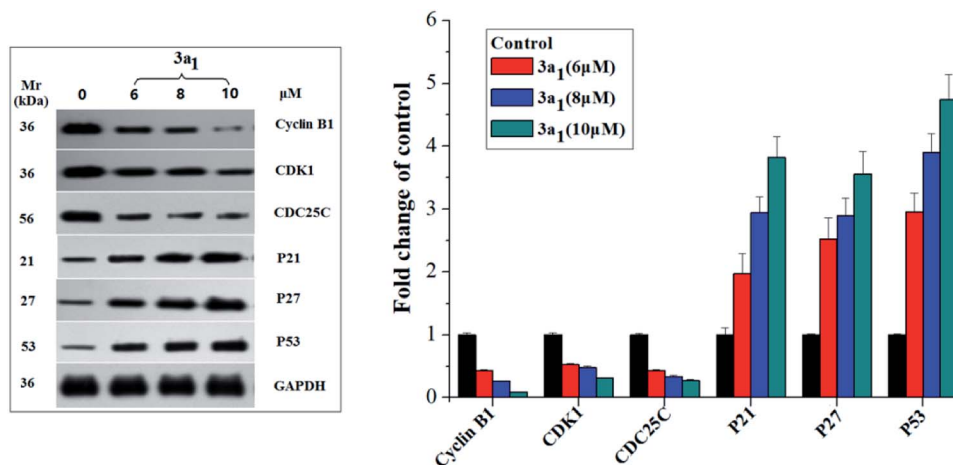 3a1
Mr
(kDa)
0 6 8 10 µM
36 Cyclin B1
36 CDK1
56 CDC25C
21 P21
27 P27
53 P53
36 GAPDH
Fold change of control
6
5
4
3
2
1
0
Control
3a1(6µM)
3a1(8µM)
3a1(10µM)
Cyclin B1
CDK1
CDC25C
P21
P27
P53